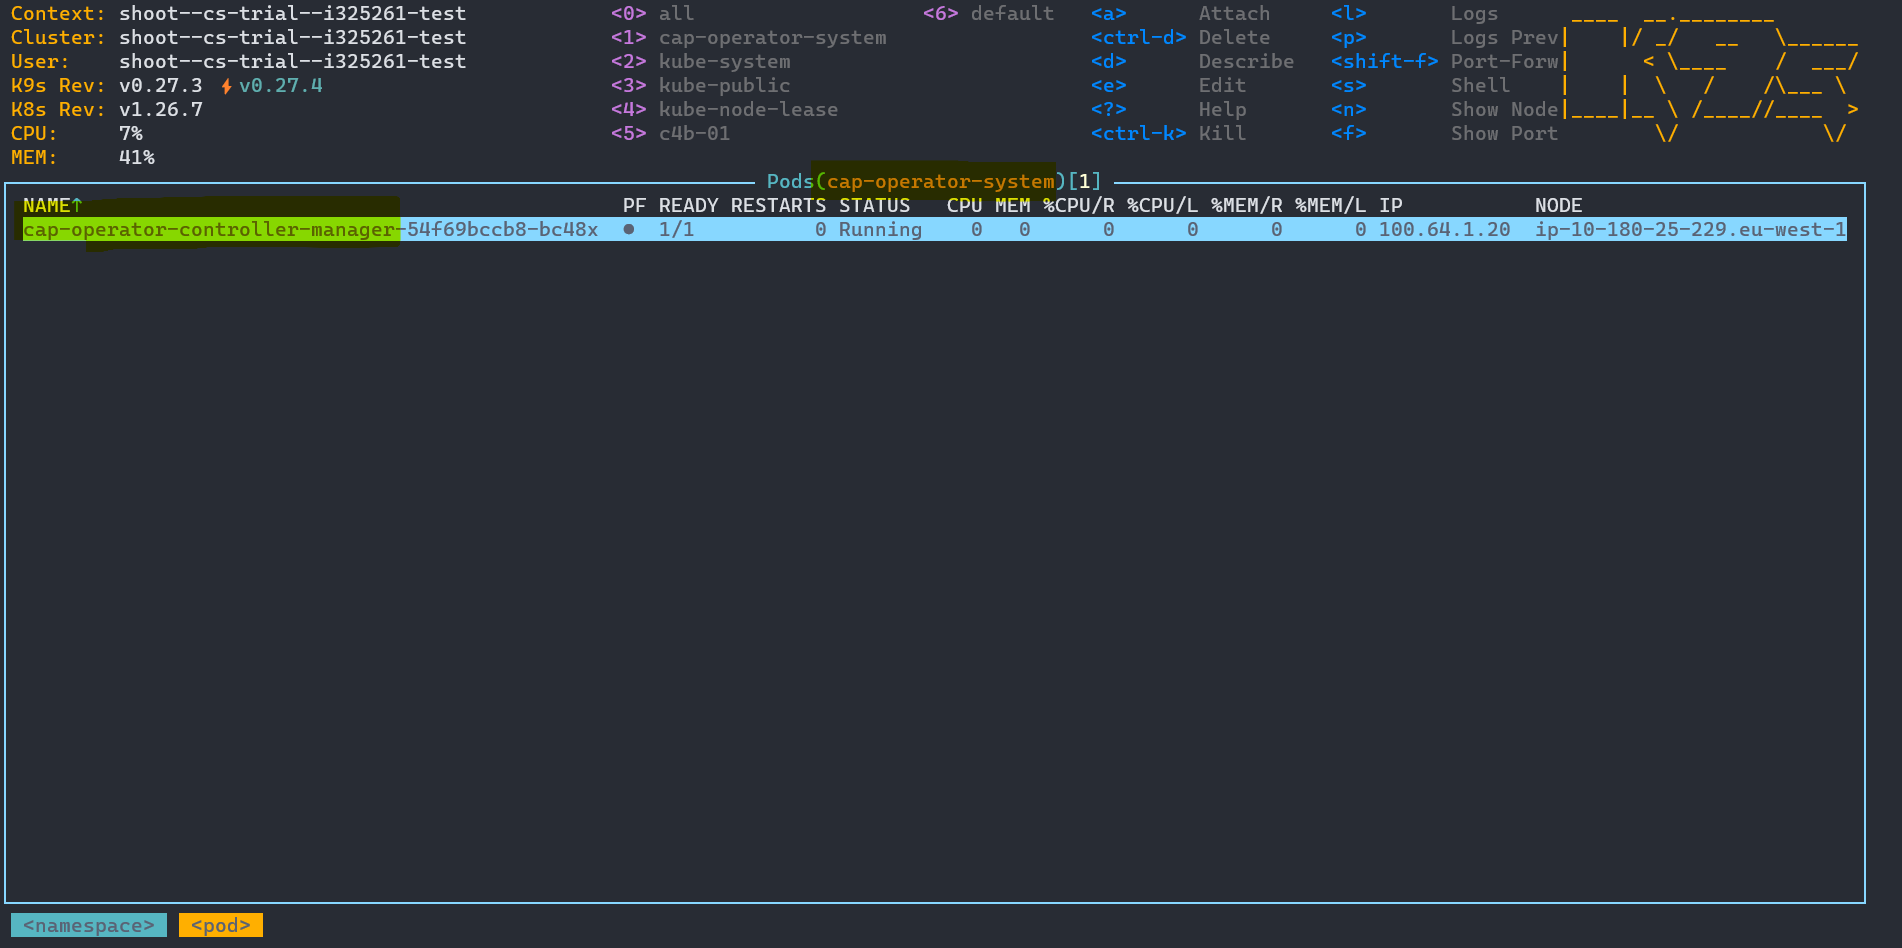 Context: shoot--cs-trial--i325261-test <0> all <6> default <a> Attach <l> Logs
Cluster: shoot--cs-trial--i325261-test <1> cap-operator-system <ctrl-d> Delete <p> Logs Prev
User: shoot--cs-trial--i325261-test <2> kube-system <d> Describe <shift-f> Port-Forw
K9s Rev: v0.27.3 ⚡v0.27.4 <3> kube-public <e> Edit <s> Shell
K8s Rev: v1.26.7 <4> kube-node-lease <?> Help <n> Show Node
CPU: 7% <5> c4b-01 <ctrl-k> Kill <f> Show Port
MEM: 41%
Pods(cap-operator-system)[1]
NAME↑ PF READY RESTARTS STATUS CPU MEM %CPU/R %CPU/L %MEM/R %MEM/L IP NODE
cap-operator-controller-manager-54f69bccb8-bc48x ● 1/1 0 Running 0 0 0 0 0 0 100.64.1.20 ip-10-180-25-229.eu-west-1
<namespace> <pod>